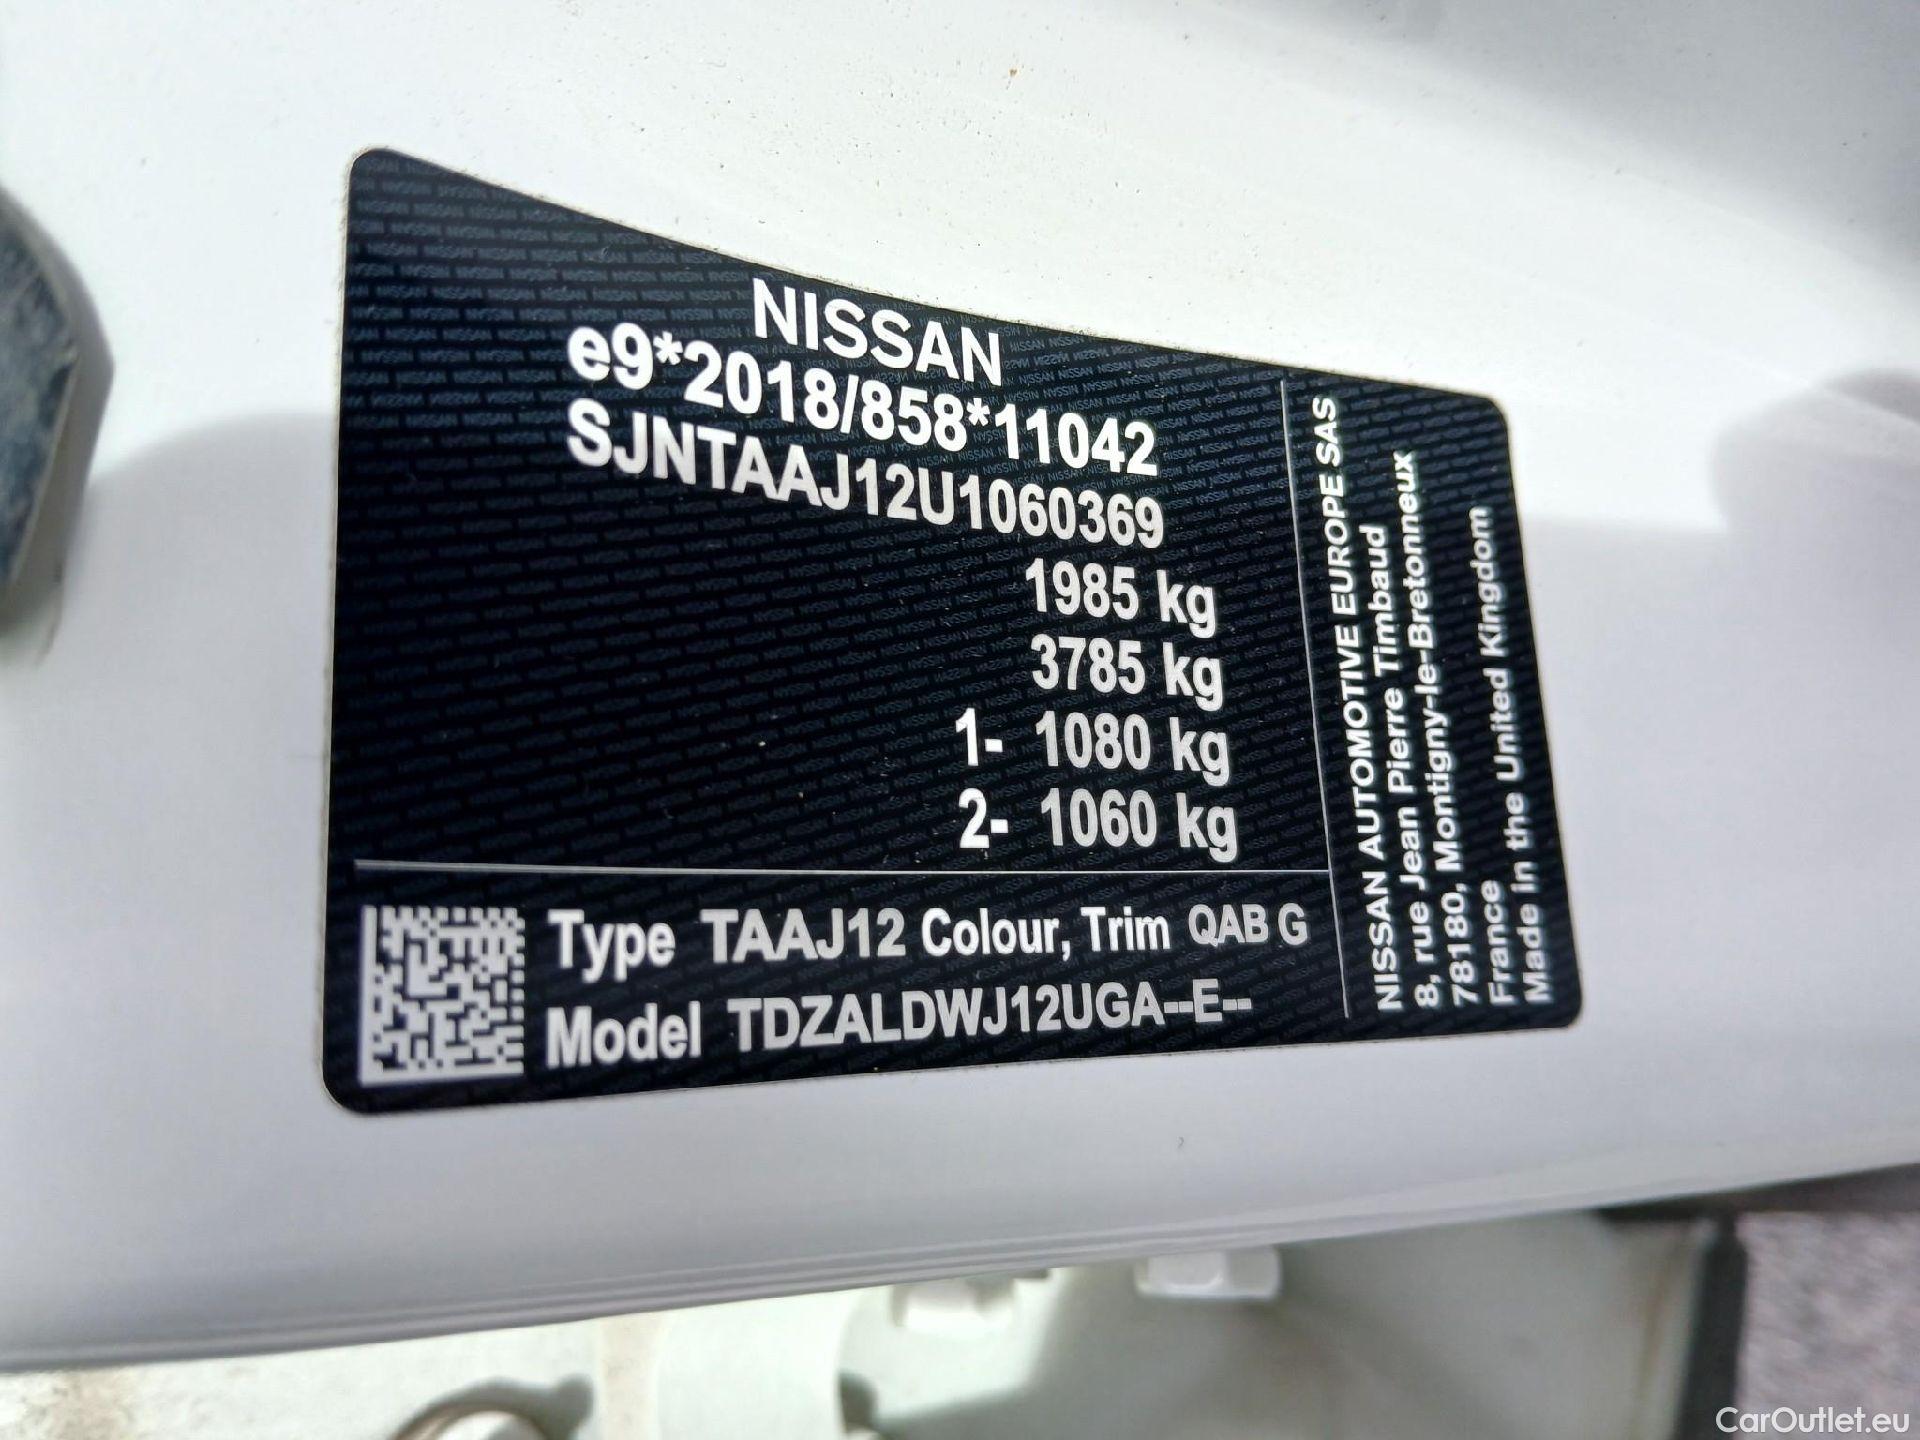 NISSAN
e9*2018/858*11042
SJNTAAJ12U1060369
1985 kg
3785 kg
1- 1080 kg
2- 1060 kg
Type TAAJ12 Colour, Trim QAB G
Model TDZALDWJ12UGA--E--
NISSAN AUTOMOTIVE EUROPE SAS
8, rue Jean Pierre Timbaud
78180, Montigny-le-Bretonneux
France
Made in the United Kingdom
CarOutlet.eu